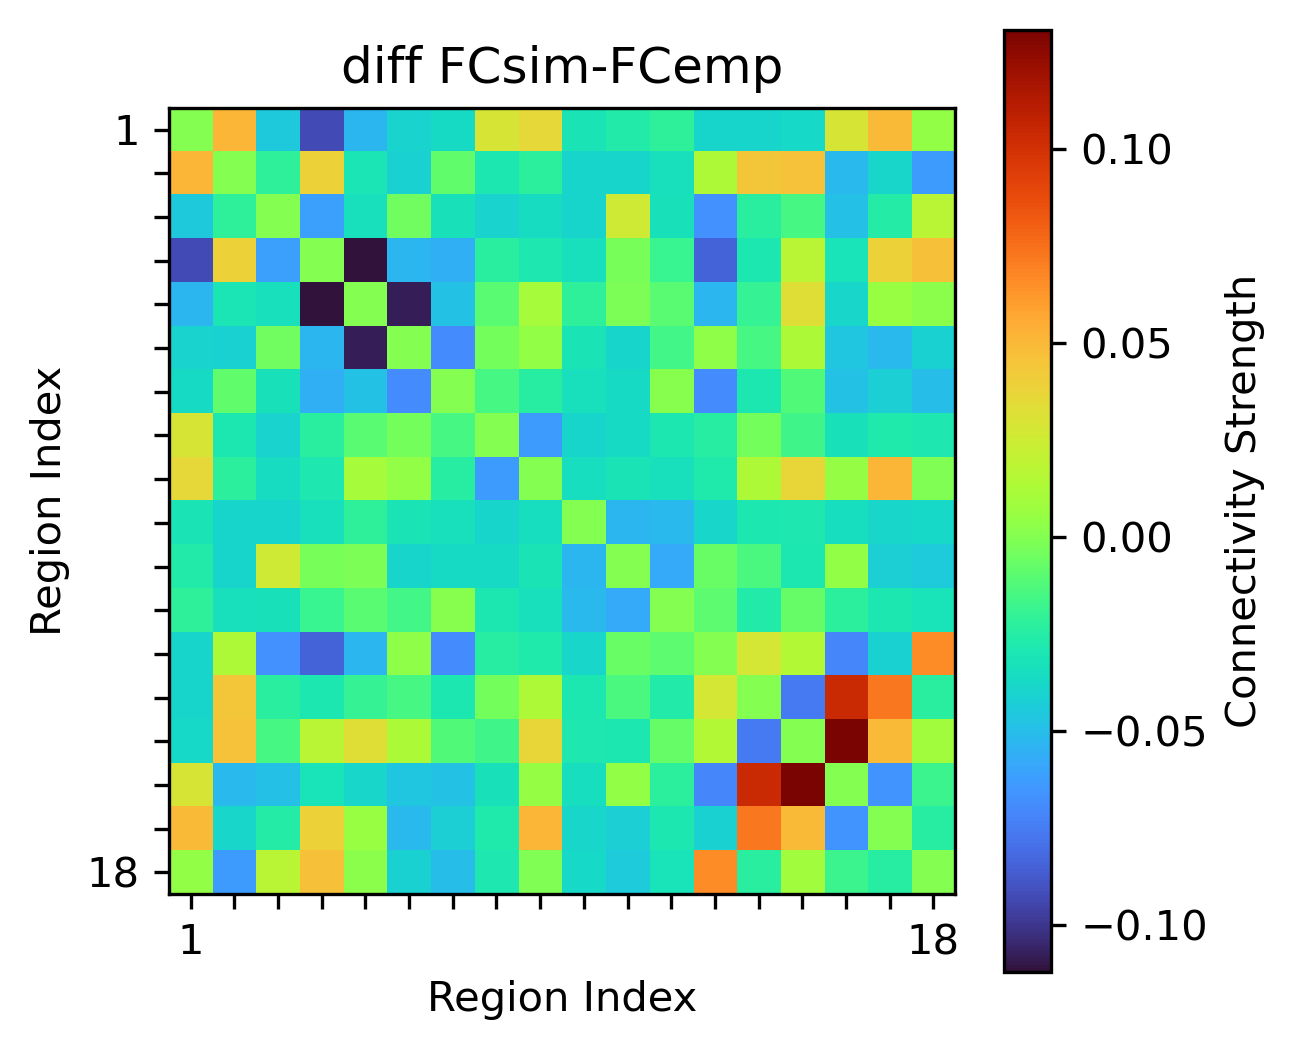 diff FCsim-FCemp
1
18
Region Index
1
18
Region Index
0.10
0.05
0.00
−0.05
−0.10
Connectivity Strength